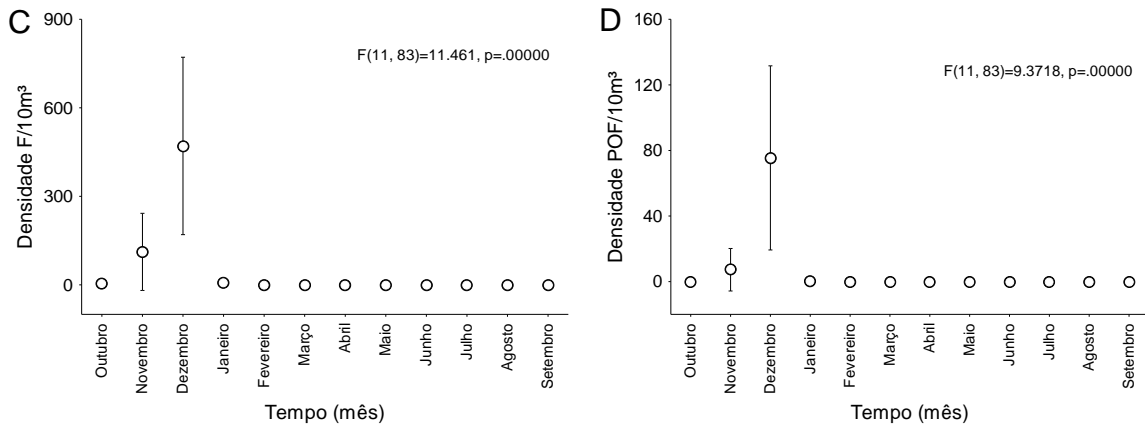 C
900
600
300
0
Densidade F/10m³
F(11, 83)=11.461, p=.00000
Outubro
Novembro
Dezembro
Janeiro
Fevereiro
Março
Abril
Maio
Junho
Julho
Agosto
Setembro
Tempo (mês)
D
160
120
80
40
0
Densidade POF/10m³
F(11, 83)=9.3718, p=.00000
Outubro
Novembro
Dezembro
Janeiro
Fevereiro
Março
Abril
Maio
Junho
Julho
Agosto
Setembro
Tempo (mês)